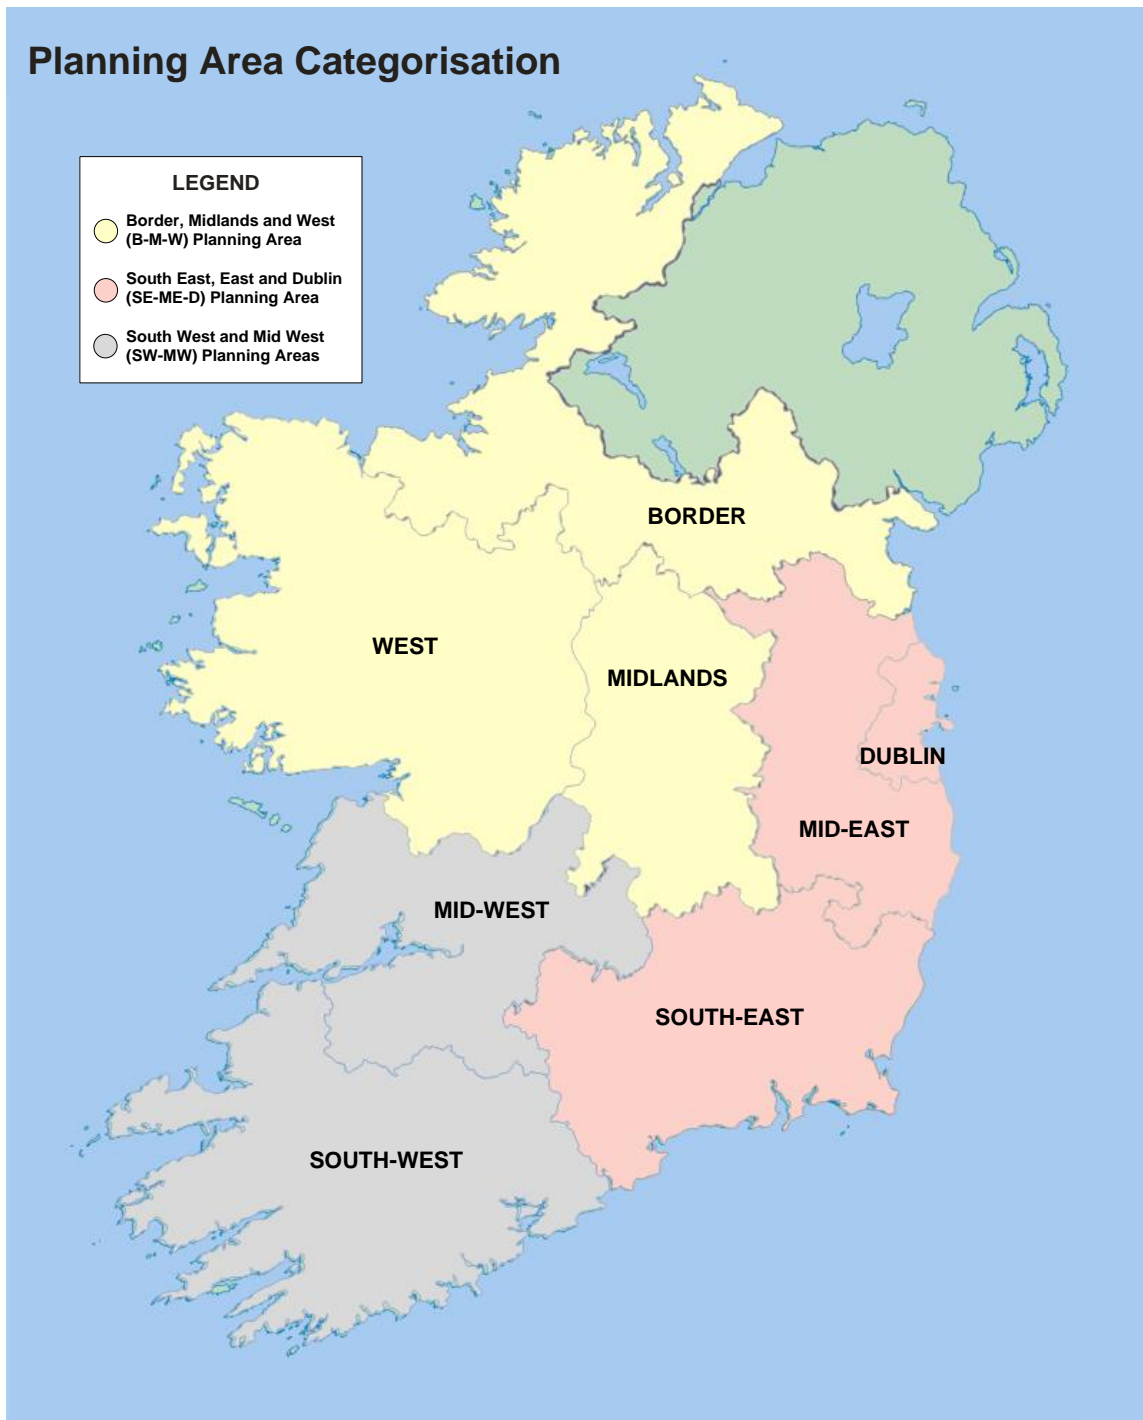 Planning Area Categorisation
LEGEND
Border, Midlands and West
(B-M-W) Planning Area
South East, East and Dublin
(SE-ME-D) Planning Area
South West and Mid West
(SW-MW) Planning Areas
BORDER
WEST
MIDLANDS
DUBLIN
MID-EAST
MID-WEST
SOUTH-EAST
SOUTH-WEST